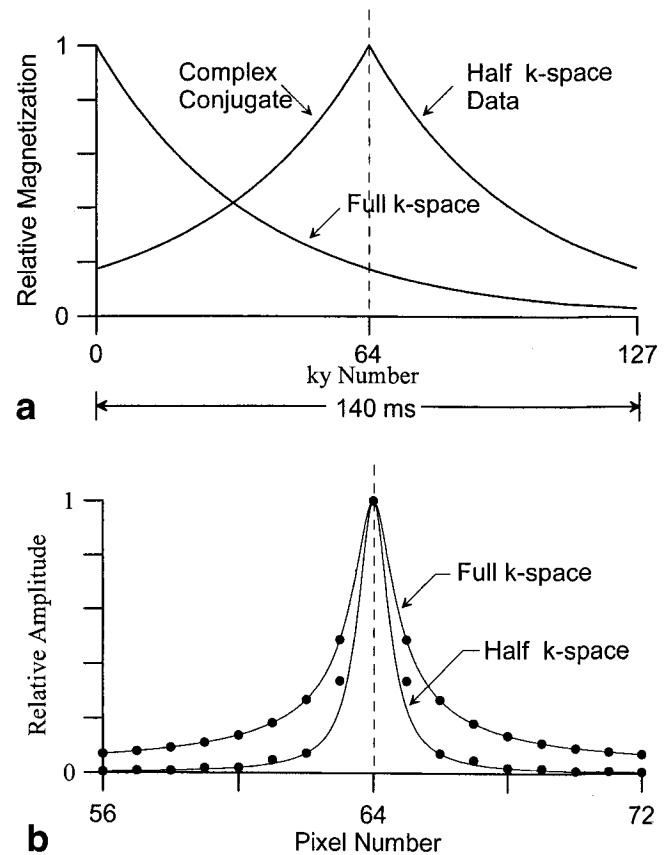 1
Relative Magnetization
Complex
Conjugate
Half k-space
Data
Full k-space
0
0
64
127
ky Number
a
140 ms
1
Relative Amplitude
Full k-space
Half k-space
0
56
64
72
b
Pixel Number